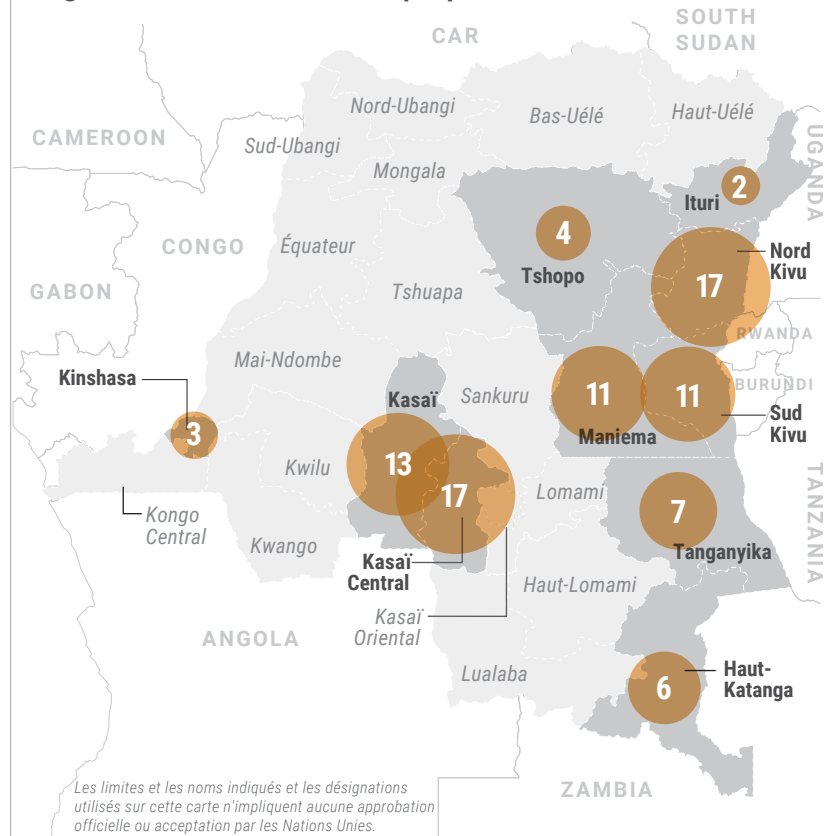 SOUTH
SUDAN
CAR
Nord-Ubangi
Bas-Uélé
Haut-Uélé
CAMEROON
Sud-Ubangi
Mongala
UGANDA
2
Ituri
4
Tshopo
CONGO
Équateur
Nord
Kivu
17
GABON
Tshuapa
RWANDA
Mai-Ndombe
Kinshasa
Kasaï
Sankuru
11
11
BURUNDI
Sud
Kivu
Maniema
3
13
Kwilu
17
Lomami
7
TANZANIA
Kongo
Central
Kwango
Tanganyika
Kasaï
Central
Haut-Lomami
Kasaï
Oriental
ANGOLA
Lualaba
6
Haut-
Katanga
ZAMBIA
Les limites et les noms indiqués et les désignations
utilisés sur cette carte n'impliquent aucune approbation
officielle ou acceptation par les Nations Unies.